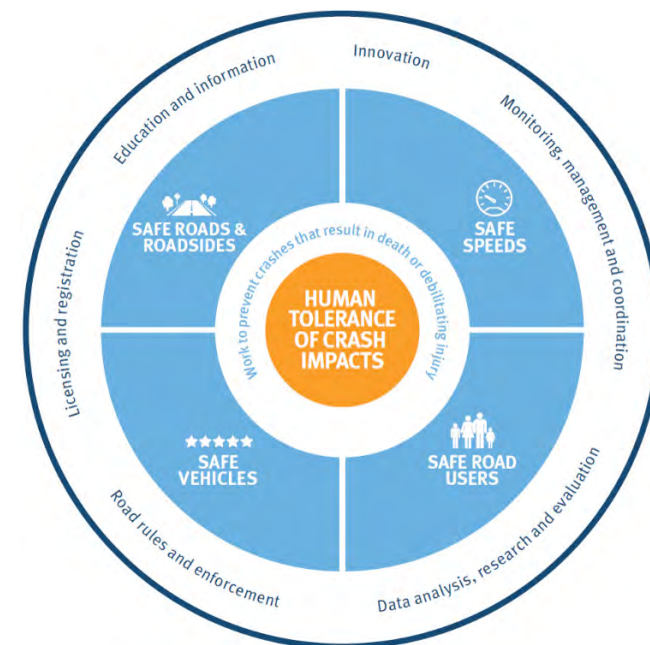 Innovation
Education and information
Monitoring, management and coordination
Licensing and registration
SAFE ROADS &
ROADSIDES
SAFE
SPEEDS
Work to prevent crashes that result in death or debilitating injury
HUMAN
TOLERANCE
OF CRASH
IMPACTS
SAFE
VEHICLES
SAFE ROAD
USERS
Road rules and enforcement
Data analysis, research and evaluation